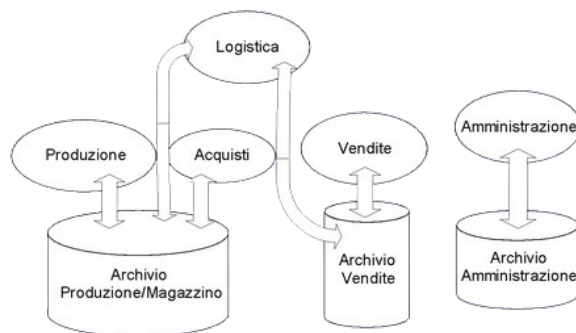 Logistica
Produzione
Acquisti
Vendite
Amministrazione
Archivio
Produzione/Magazzino
Archivio
Vendite
Archivio
Amministrazione